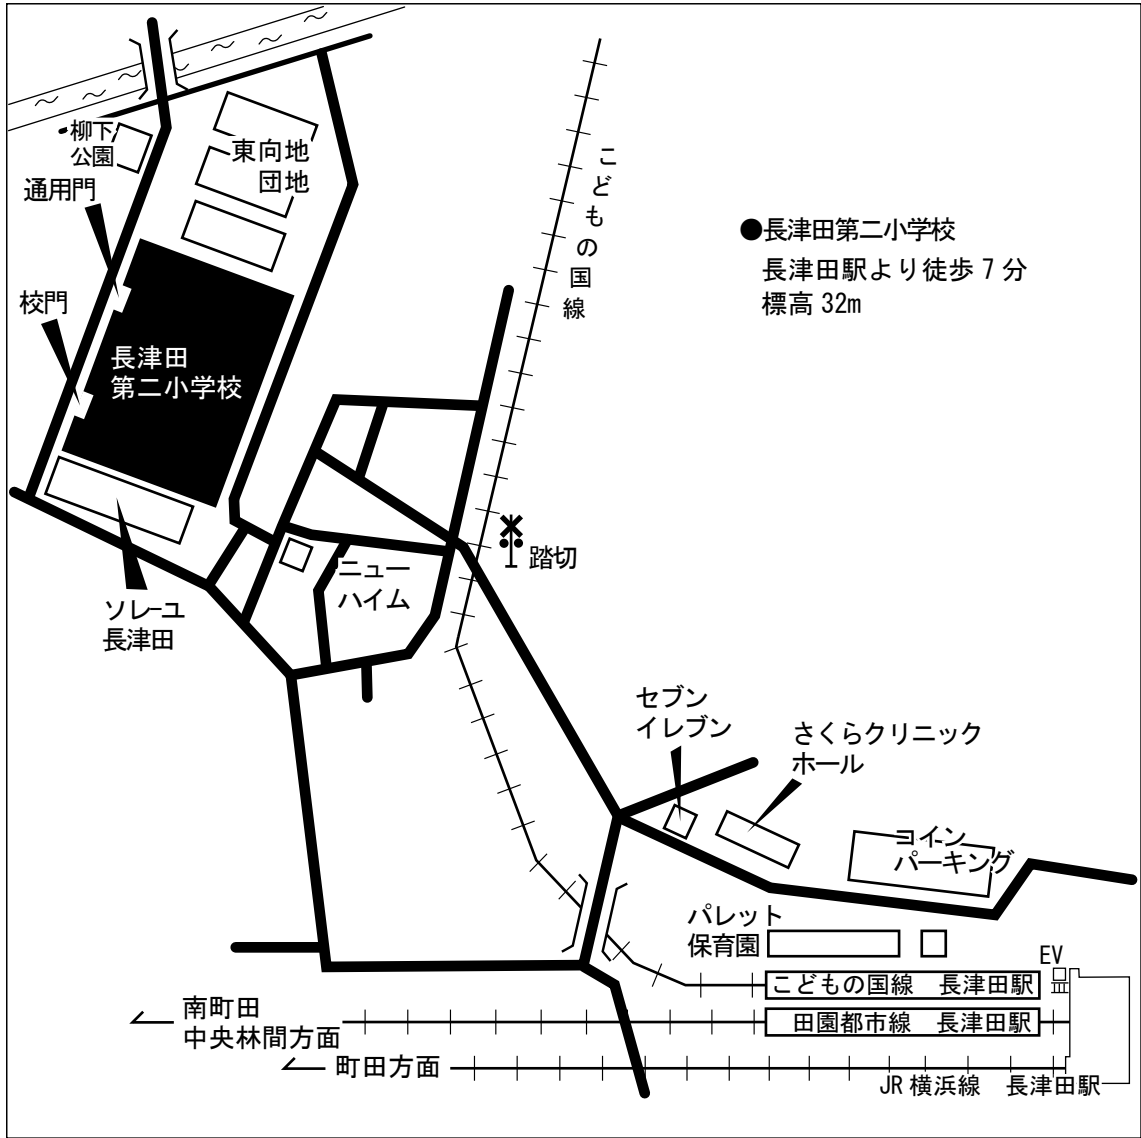 柳下
公園
通用門
東向地
団地
こどもの国線
●長津田第二小学校
長津田駅より徒歩 7 分
標高 32m
校門
長津田
第二小学校
踏切
ニュー
ハイム
ソレーユ
長津田
セブン
イレブン
さくらクリニック
ホール
コイン
パーキング
パレット
保育園
EV
こどもの国線 長津田駅
南町田
中央林間方面
田園都市線 長津田駅
町田方面
JR 横浜線 長津田駅